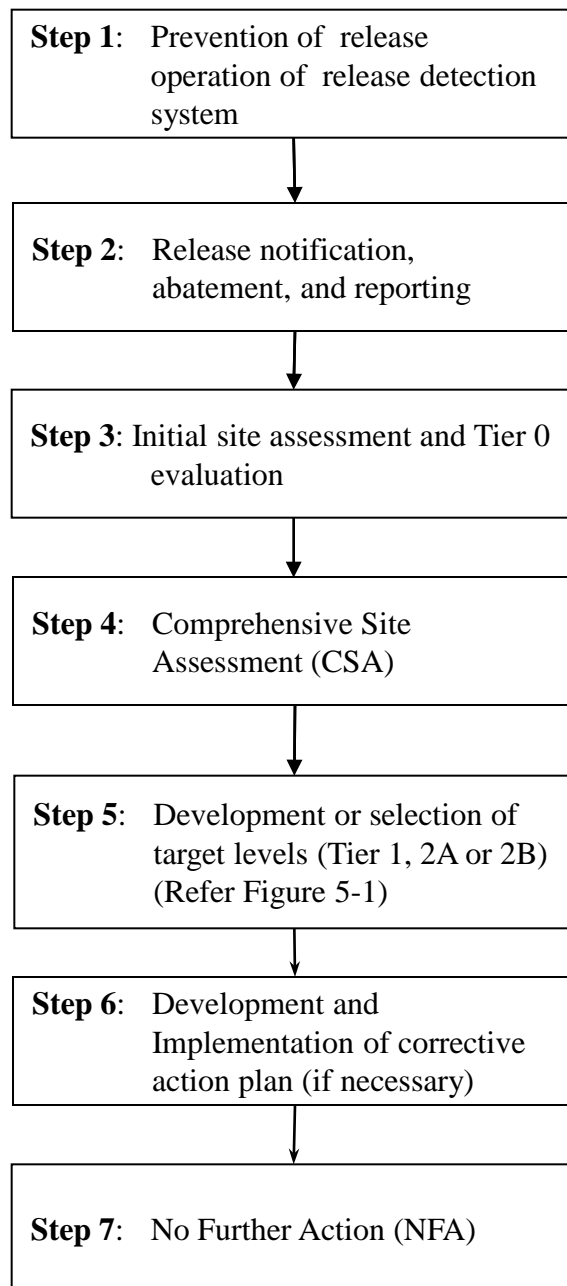 Step 1: Prevention of release
operation of release detection
system
Step 2: Release notification,
abatement, and reporting
Step 3: Initial site assessment and Tier 0
evaluation
Step 4: Comprehensive Site
Assessment (CSA)
Step 5: Development or selection of
target levels (Tier 1, 2A or 2B)
(Refer Figure 5-1)
Step 6: Development and
Implementation of corrective
action plan (if necessary)
Step 7: No Further Action (NFA)